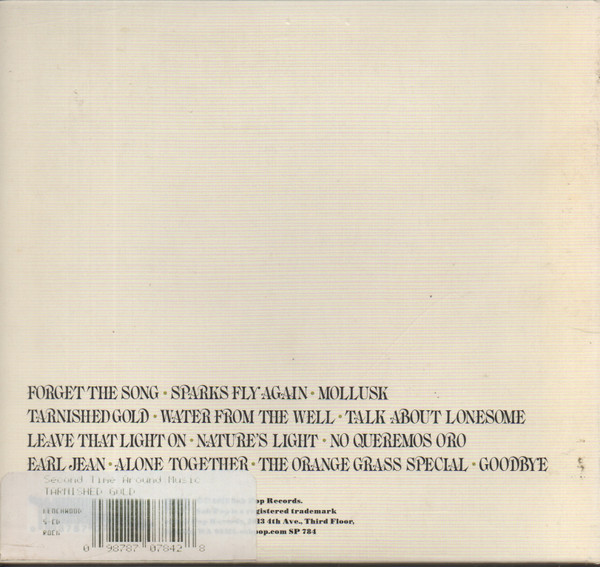 FORGET THE SONG • SPARKS FLY AGAIN • MOLLUSK
TARNISHED GOLD • WATER FROM THE WELL • TALK ABOUT LONESOME
LEAVE THAT LIGHT ON • NATURE'S LIGHT • NO QUEREMOS ORO
EARL JEAN • ALONE TOGETHER • THE ORANGE GRASS SPECIAL • GOODBYE
Second Time Around Music
TARNISHED GOLD
Records.
registered trademark
4th Ave., Third Floor,
SP 784
0 98787 07842 8